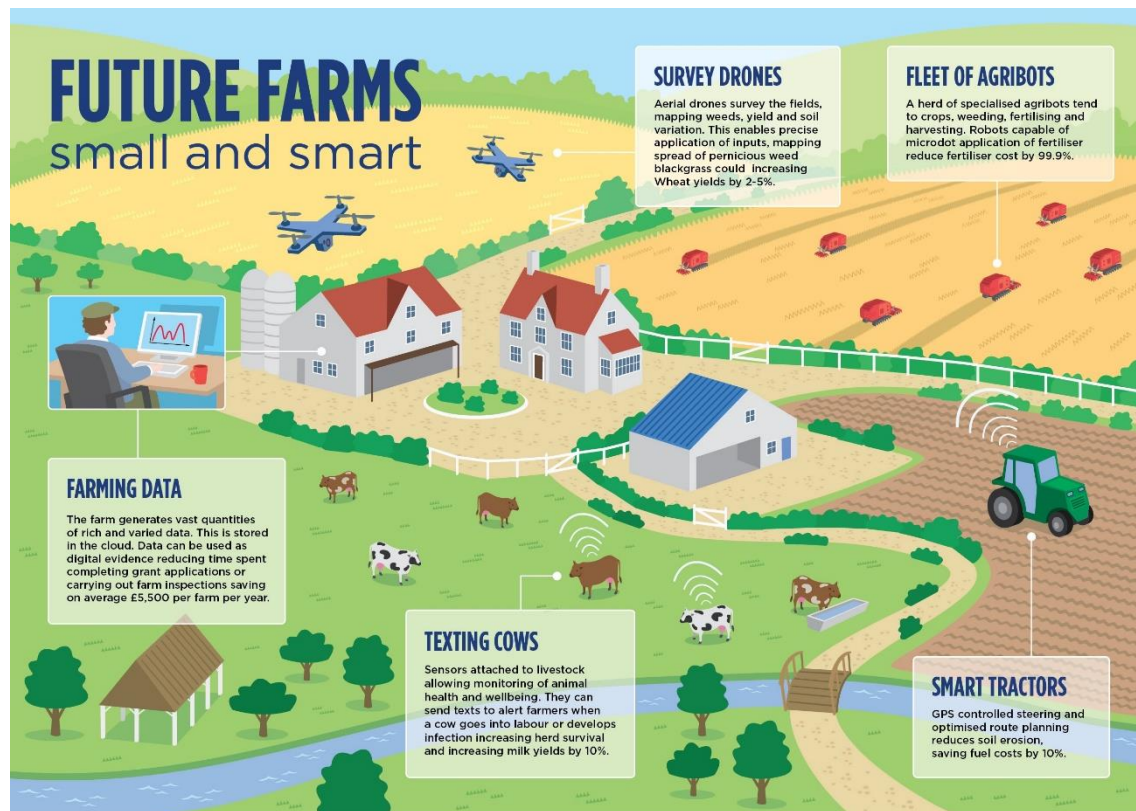 FUTURE FARMS
small and smart
SURVEY DRONES
Aerial drones survey the fields,
mapping weeds, yield and soil
variation. This enables precise
application of inputs, mapping
spread of pernicious weed
blackgrass could increasing
Wheat yields by 2-5%.
FLEET OF AGRIBOTS
A herd of specialised agribots tend
to crops, weeding, fertilising and
harvesting. Robots capable of
microdot application of fertiliser
reduce fertiliser cost by 99.9%.
FARMING DATA
The farm generates vast quantities
of rich and varied data. This is stored
in the cloud. Data can be used as
digital evidence reducing time spent
completing grant applications or
carrying out farm inspections saving
on average £5,500 per farm per year.
TEXTING COWS
Sensors attached to livestock
allowing monitoring of animal
health and wellbeing. They can
send texts to alert farmers when
a cow goes into labour or develops
infection increasing herd survival
and increasing milk yields by 10%.
SMART TRACTORS
GPS controlled steering and
optimised route planning
reduces soil erosion,
saving fuel costs by 10%.